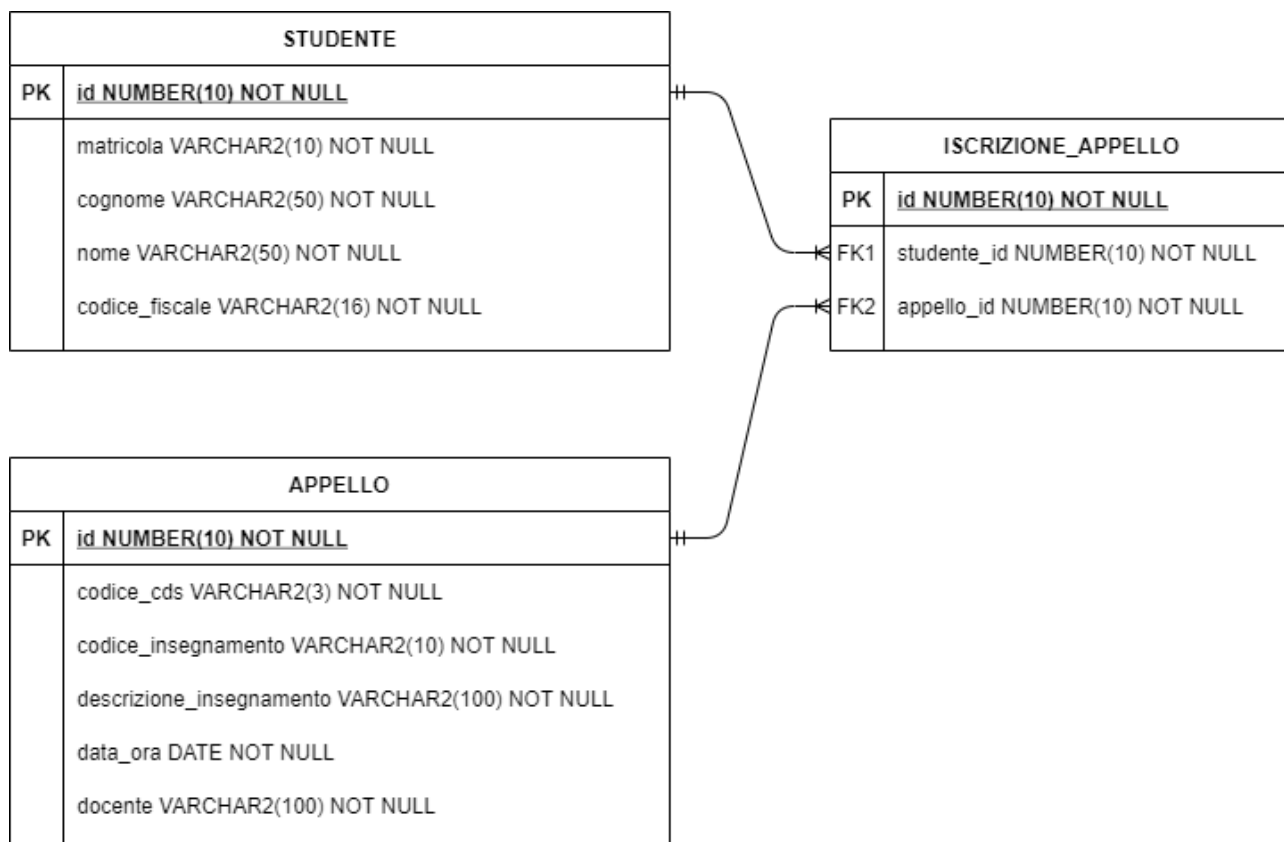 STUDENTE
PK id NUMBER(10) NOT NULL
matricola VARCHAR2(10) NOT NULL
cognome VARCHAR2(50) NOT NULL
nome VARCHAR2(50) NOT NULL
codice_fiscale VARCHAR2(16) NOT NULL
ISCRIZIONE_APPELLO
PK id NUMBER(10) NOT NULL
FK1 studente_id NUMBER(10) NOT NULL
FK2 appello_id NUMBER(10) NOT NULL
APPELLO
PK id NUMBER(10) NOT NULL
codice_cds VARCHAR2(3) NOT NULL
codice_insegnamento VARCHAR2(10) NOT NULL
descrizione_insegnamento VARCHAR2(100) NOT NULL
data_ora DATE NOT NULL
docente VARCHAR2(100) NOT NULL